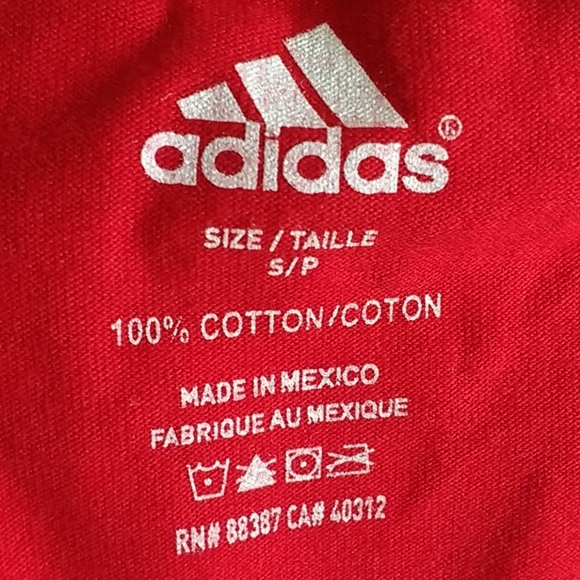 adidas®
SIZE / TAILLE
S/P
100% COTTON/COTON
MADE IN MEXICO
FABRIQUE AU MEXIQUE
RN# 88387 CA# 40312